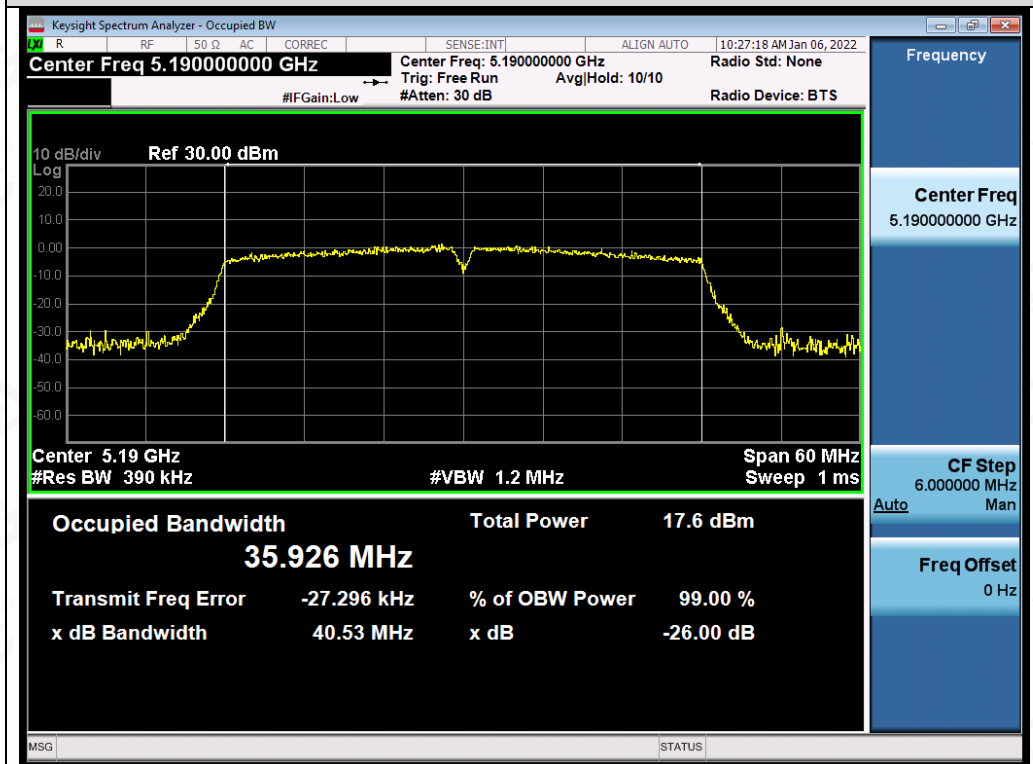 Keysight Spectrum Analyzer - Occupied BW
LXI R RF 50 Ω AC CORREC SENSE:INT ALIGN AUTO 10:27:18 AM Jan 06, 2022
Center Freq 5.190000000 GHz
Center Freq: 5.190000000 GHz
Radio Std: None
Trig: Free Run Avg|Hold: 10/10
#IFGain:Low
#Atten: 30 dB
Radio Device: BTS
Frequency
10 dB/div Ref 30.00 dBm
Log
20.0
10.0
0.00
-10.0
-20.0
-30.0
-40.0
-50.0
-60.0
Center 5.19 GHz Span 60 MHz
#Res BW 390 kHz #VBW 1.2 MHz Sweep 1 ms
Center Freq
5.190000000 GHz
CF Step
6.000000 MHz
Auto Man
Freq Offset
0 Hz
Occupied Bandwidth Total Power 17.6 dBm
35.926 MHz
Transmit Freq Error -27.296 kHz % of OBW Power 99.00 %
x dB Bandwidth 40.53 MHz x dB -26.00 dB
MSG STATUS